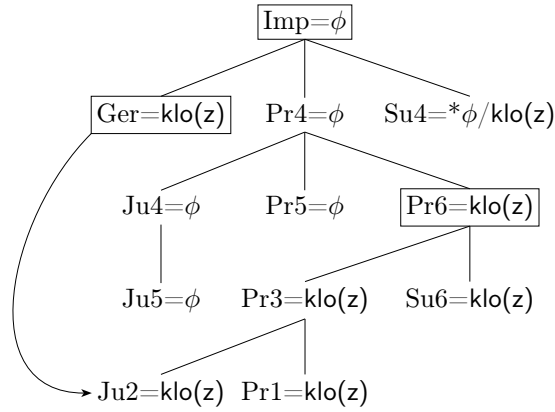 Imp=ϕ
Ger=klo(z) Pr4=ϕ Su4=*ϕ/klo(z)
Ju4=ϕ Pr5=ϕ Pr6=klo(z)
Ju5=ϕ Pr3=klo(z) Su6=klo(z)
Ju2=klo(z) Pr1=klo(z)